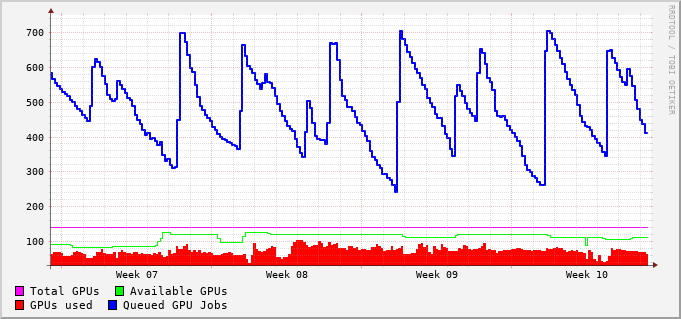 RRDTOOL / TOBI OETIKER
700
600
500
400
300
200
100
Week 07 Week 08 Week 09 Week 10
Total GPUs Available GPUs
GPUs used Queued GPU Jobs